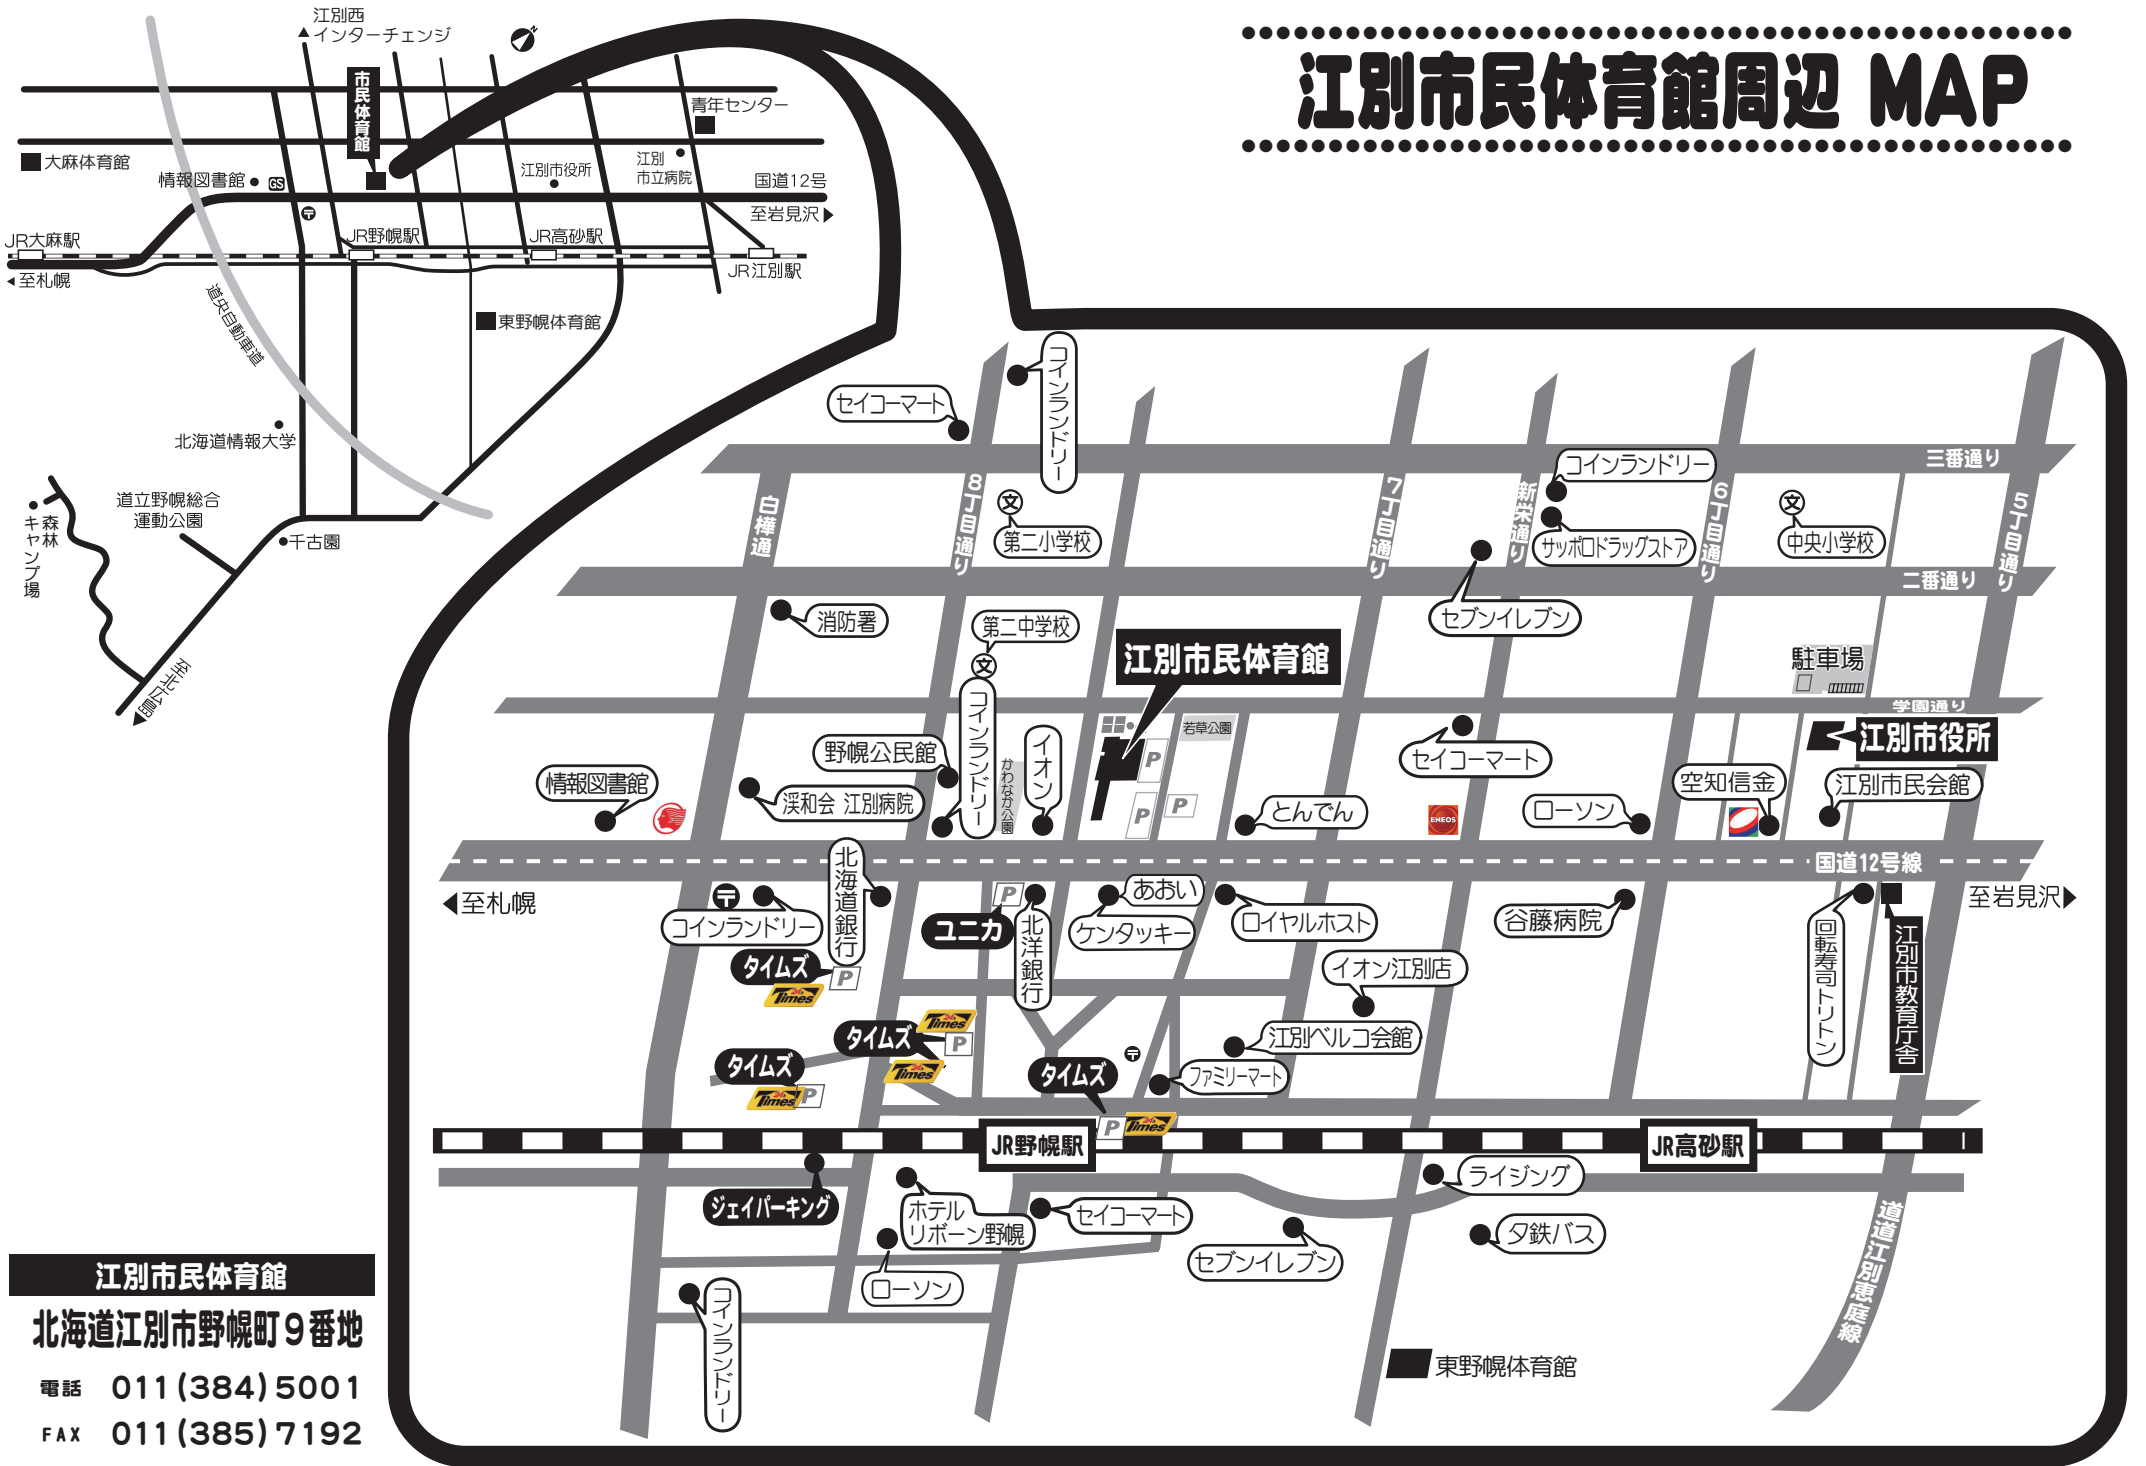 江別市民体育館周辺 MAP
江別西
インターチェンジ
N
市民体育館
青年センター
大麻体育館
情報図書館
GS
江別市役所
江別
市立病院
国道12号
至岩見沢
JR大麻駅
JR野幌駅
JR高砂駅
JR江別駅
至札幌
道央自動車道
東野幌体育館
北海道情報大学
道立野幌総合
運動公園
森林
キャンプ場
千古園
至北広島
コインランドリー
セイコーマート
三番通り
白樺通
8丁目通り
文
第二小学校
7丁目通り
新栄通り
コインランドリー
サッポロドラッグストア
6丁目通り
文
中央小学校
5丁目通り
二番通り
セブンイレブン
消防署
第二中学校
文
江別市民体育館
駐車場
学園通り
コインランドリー
イオン
かわなか公園
若草公園
P
P
P
野幌公民館
情報図書館
渓和会 江別病院
とんでん
セイコーマート
ENEOS
ローソン
空知信金
江別市役所
江別市民会館
国道12号線
至札幌
至岩見沢
コインランドリー
北海道銀行
P
ユニカ
北洋銀行
あおい
ケンタッキー
ロイヤルホスト
谷藤病院
回転寿司トリトン
江別市教育庁舎
イオン江別店
江別ベルコ会館
ファミリーマート
タイムズ
P
24h
Times
タイムズ
24h
Times
P
24h
Times
タイムズ
24h
Times
P
タイムズ
P
24h
Times
JR野幌駅
JR高砂駅
ジェイパーキング
ホテル
リボーン野幌
セイコーマート
ローソン
セブンイレブン
ライジング
夕鉄バス
コインランドリー
道道江別恵庭線
東野幌体育館
江別市民体育館
北海道江別市野幌町9番地
電話 011(384)5001
FAX 011(385)7192